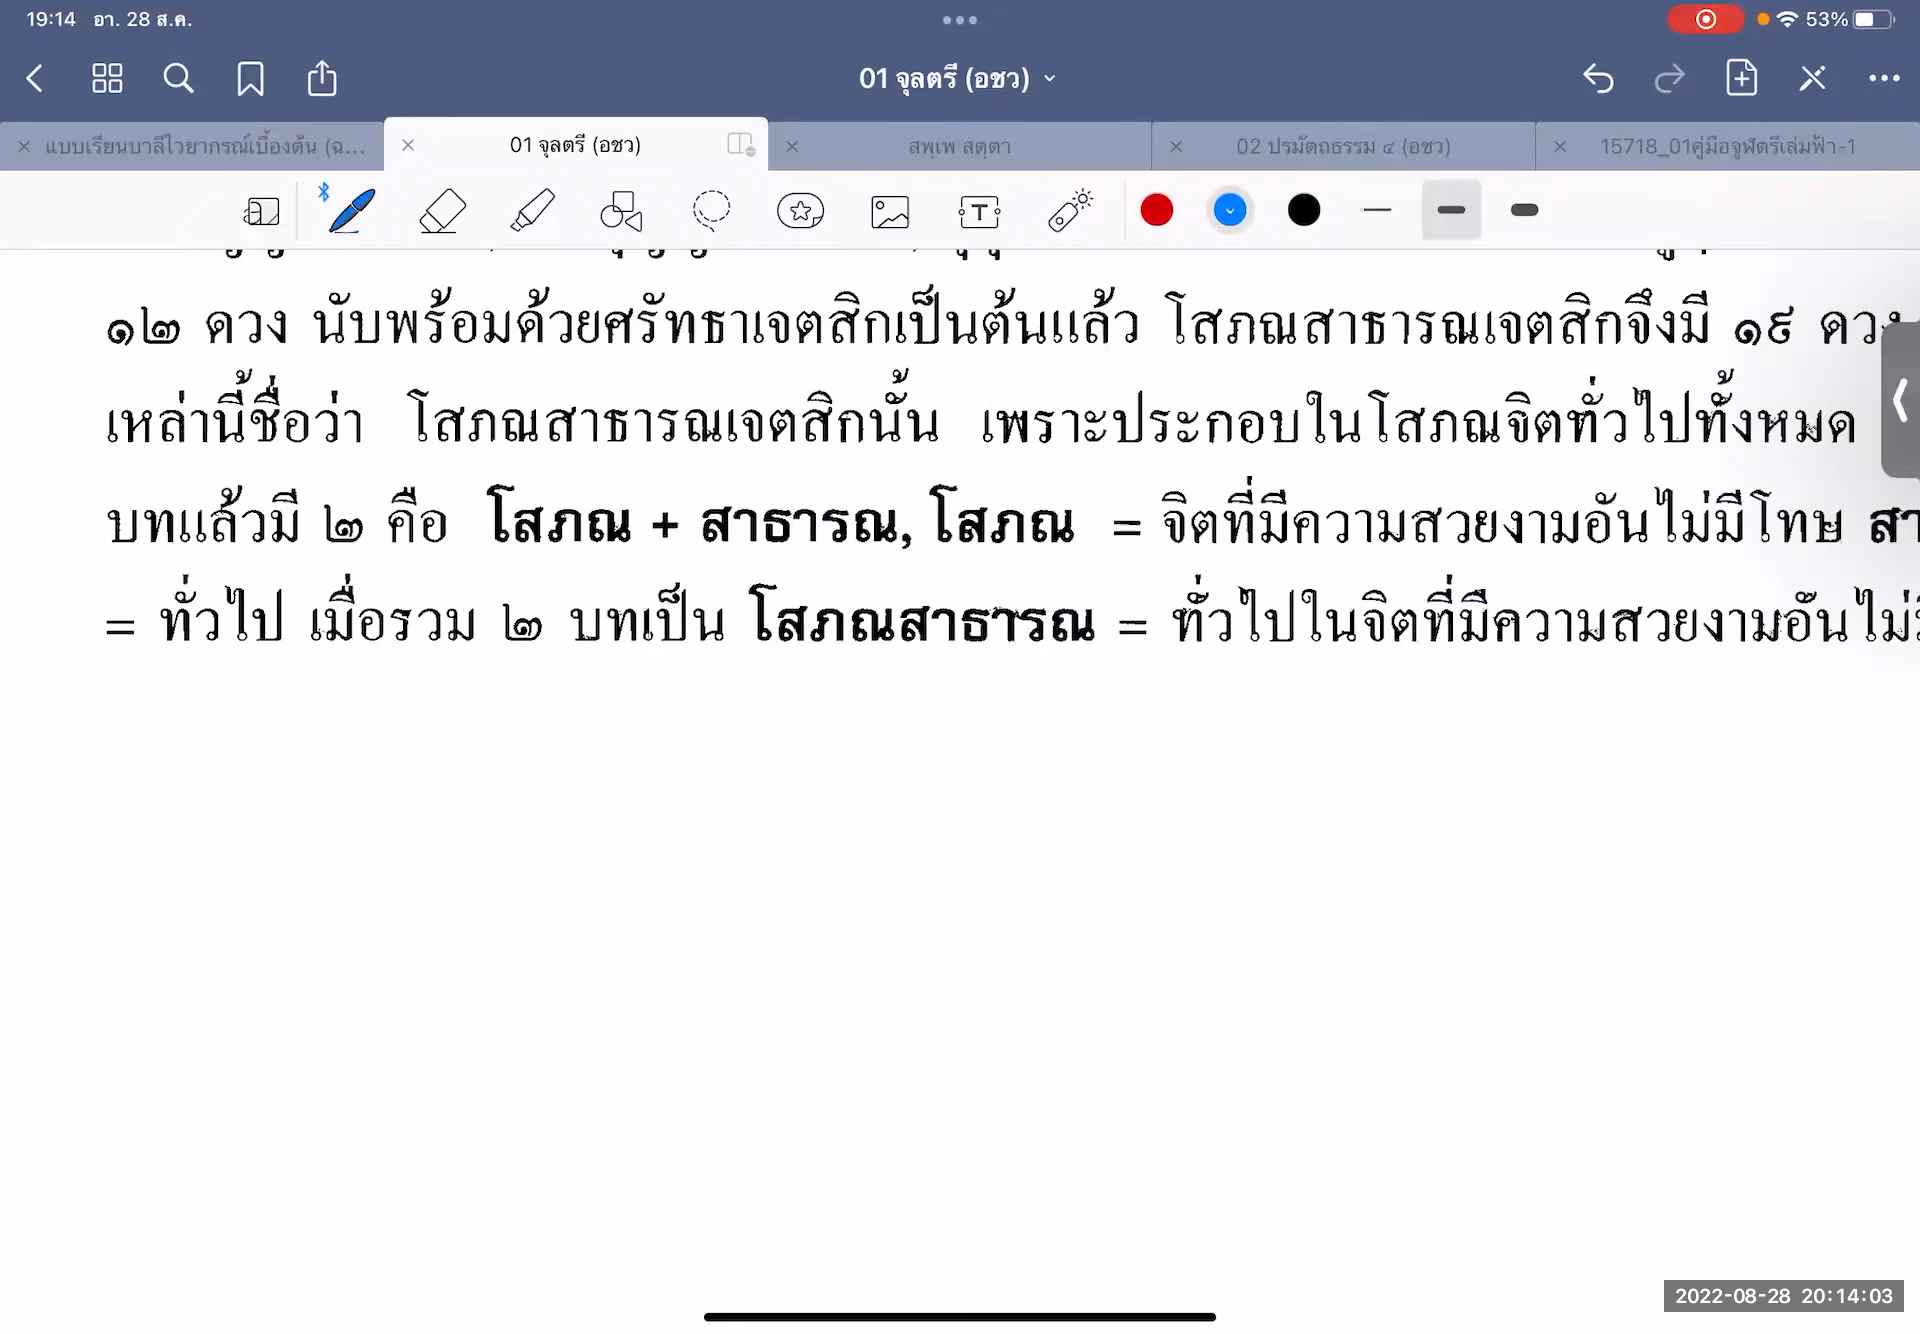 19:14 อา. 28 ส.ค.
53%
01 จุลตรี (อชว)
แบบเรียนบาลีไวยากรณ์เบื้องต้น (ฉ...
01 จุลตรี (อชว)
สพฺเพ สตฺตา
02 ปรมัตถธรรม ๔ (อชว)
15718_01คู่มือจูฬตรีเล่มฟ้า-1
๑๒ ดวง นับพร้อมด้วยศรัทธาเจตสิกเป็นต้นแล้ว โสภณสาธารณเจตสิกจึงมี ๑๙ ดวง
เหล่านี้ชื่อว่า โสภณสาธารณเจตสิกนั้น เพราะประกอบในโสภณจิตทั่วไปทั้งหมด
บทแล้วมี ๒ คือ โสภณ + สาธารณ, โสภณ = จิตที่มีความสวยงามอันไม่มีโทษ สา
= ทั่วไป เมื่อรวม ๒ บทเป็น โสภณสาธารณ = ทั่วไปในจิตที่มีความสวยงามอันไม่
2022-08-28 20:14:03